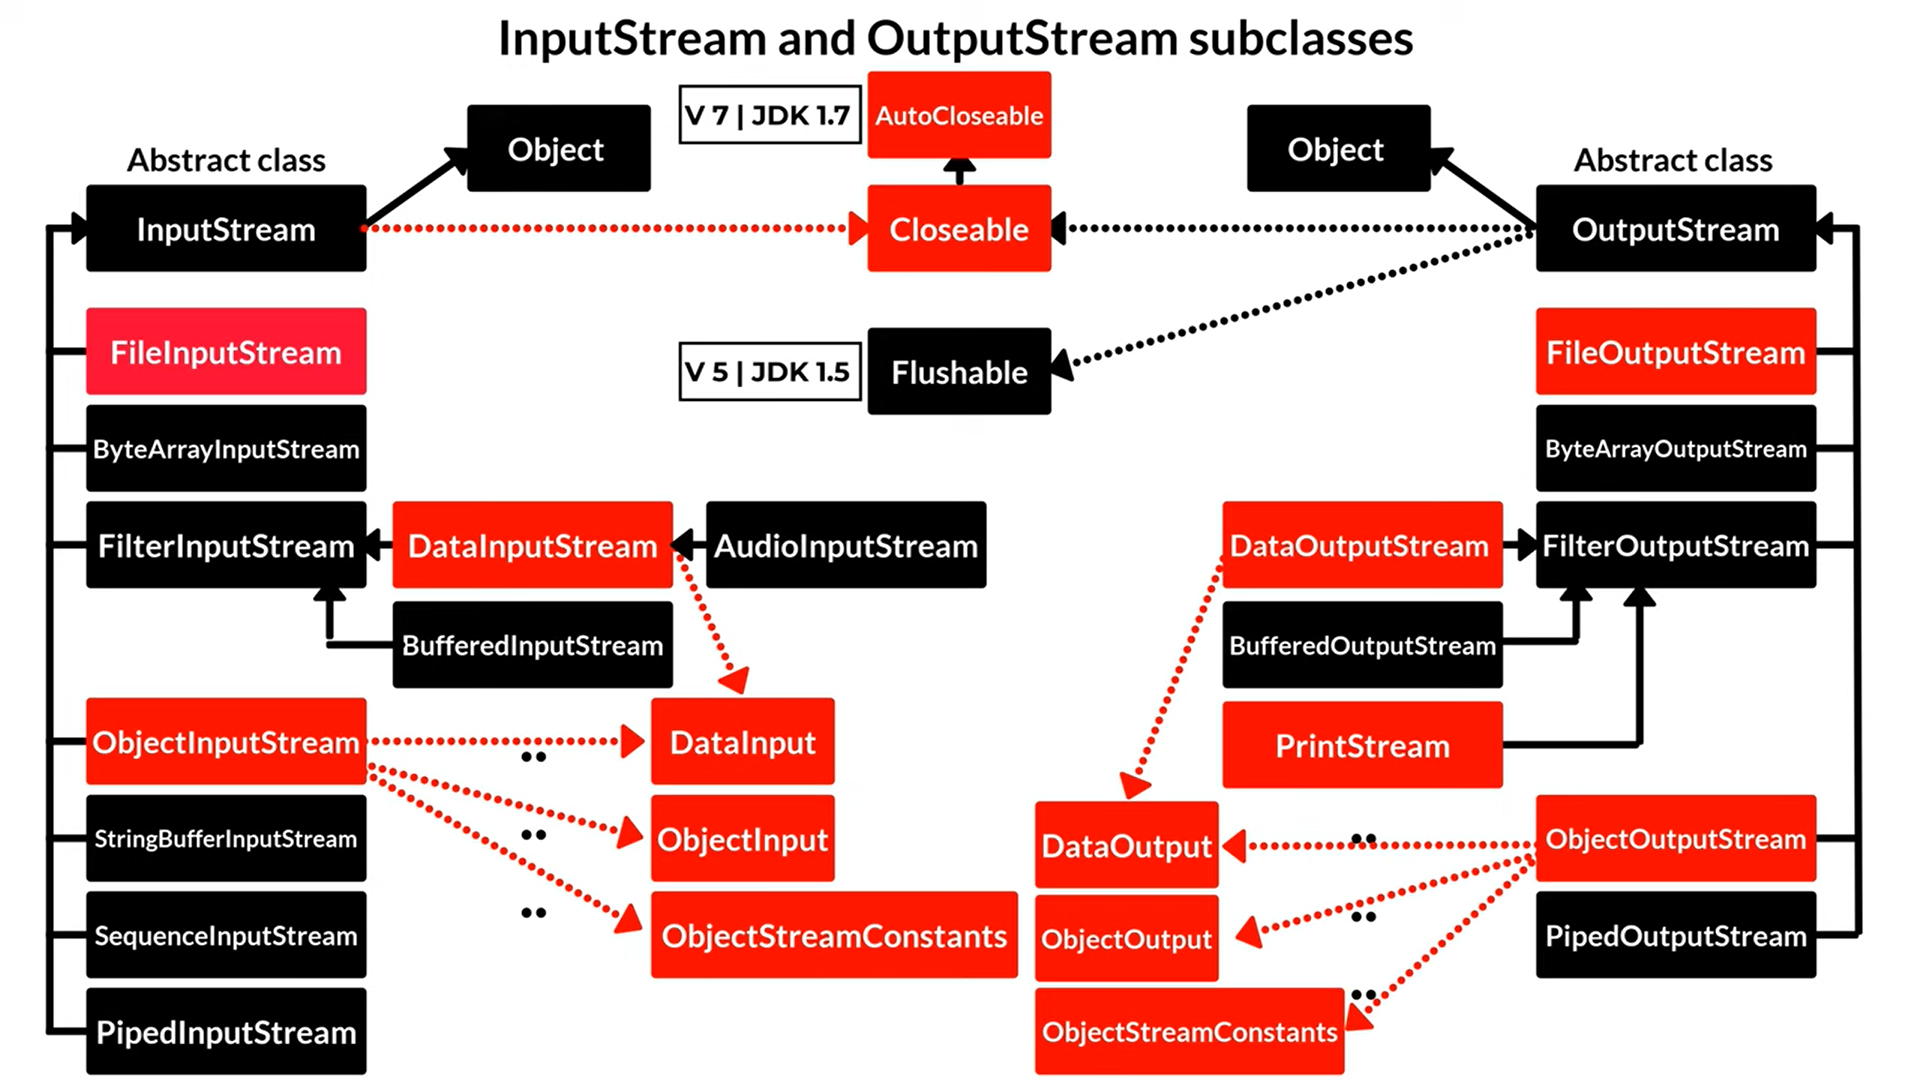 InputStream and OutputStream subclasses
V 7 | JDK 1.7
AutoCloseable
Object
Object
Abstract class
Abstract class
InputStream
Closeable
OutputStream
FileInputStream
V 5 | JDK 1.5
Flushable
FileOutputStream
ByteArrayInputStream
ByteArrayOutputStream
FilterInputStream
DataInputStream
AudioInputStream
DataOutputStream
FilterOutputStream
BufferedInputStream
BufferedOutputStream
ObjectInputStream
DataInput
PrintStream
StringBufferInputStream
ObjectInput
DataOutput
ObjectOutputStream
SequenceInputStream
ObjectStreamConstants
ObjectOutput
PipedOutputStream
PipedInputStream
ObjectStreamConstants